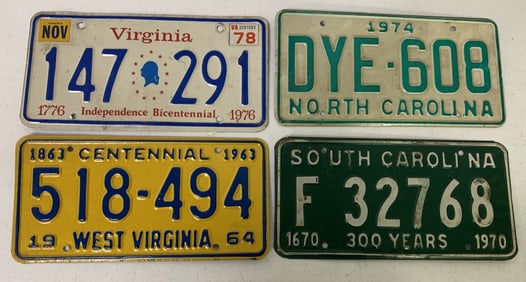 NOV Virginia VA 78
147 291
1776 Independence Bicentennial 1976
1974
DYE-608
NORTH CAROLINA
1863 CENTENNIAL 1963
518-494
19 WEST VIRGINIA 64
SOUTH CAROLINA
F 32768
1670 300 YEARS 1970